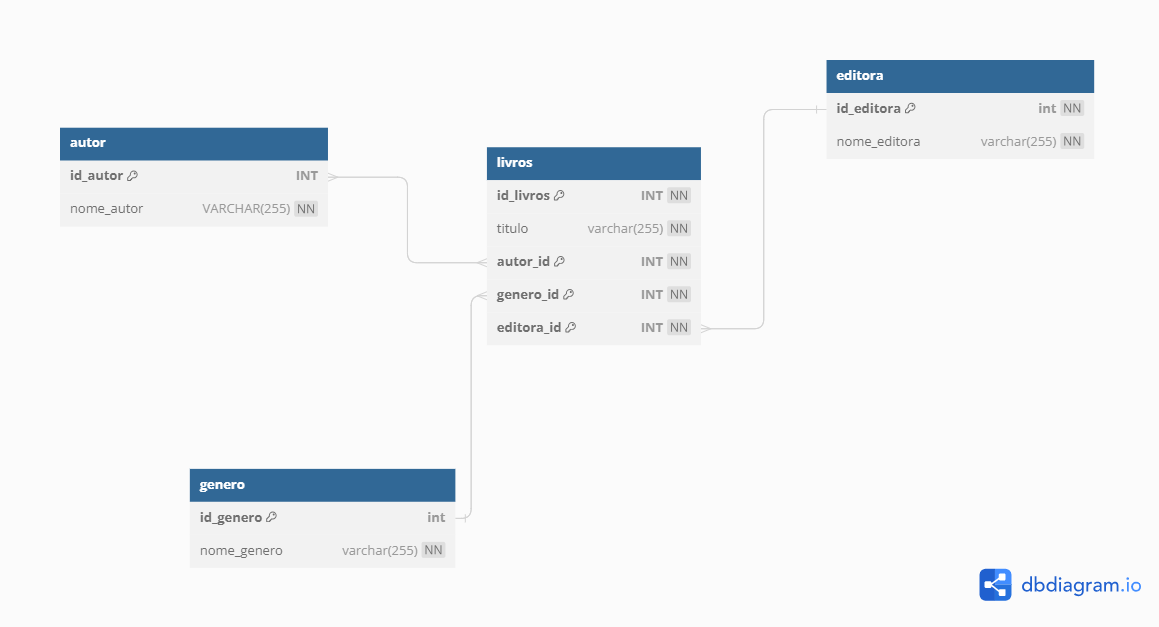 editora
id_editora int NN
nome_editora varchar(255) NN
autor
id_autor INT
nome_autor VARCHAR(255) NN
livros
id_livros INT NN
titulo varchar(255) NN
autor_id INT NN
genero_id INT NN
editora_id INT NN
genero
id_genero int
nome_genero varchar(255) NN
dbdiagram.io